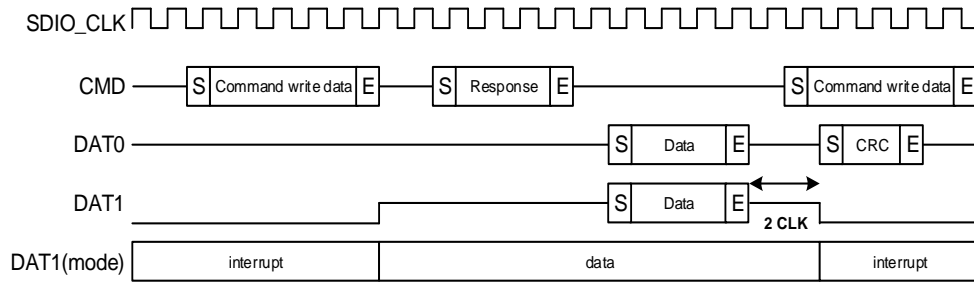 SDIO_CLK
CMD S Command write data E S Response E S Command write data E
DAT0 S Data E S CRC E
DAT1 S Data E
2 CLK
DAT1(mode) interrupt data interrupt